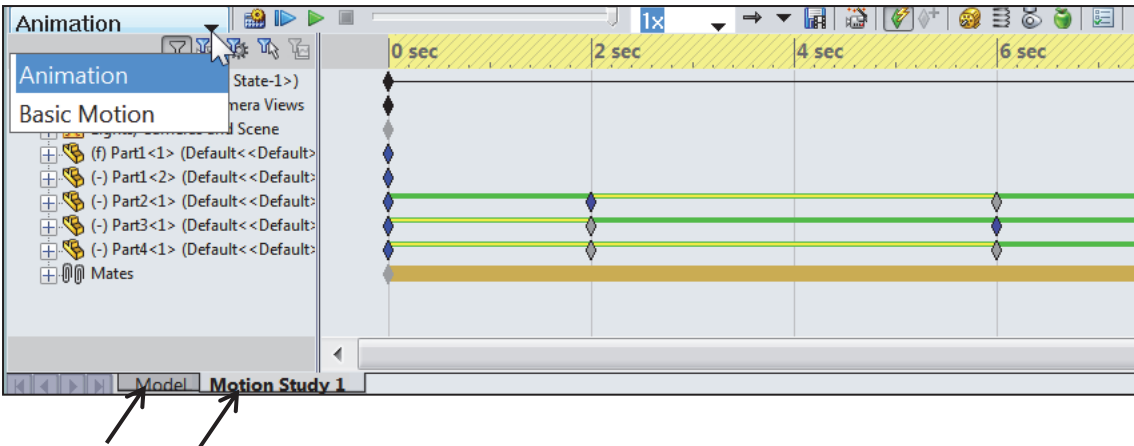 Animation 1x
Animation
Basic Motion
0 sec 2 sec 4 sec 6 sec
State-1>)
mera Views
Scene
(f) Part1<1> (Default<<Default>
(-) Part1<2> (Default<<Default>
(-) Part2<1> (Default<<Default>
(-) Part3<1> (Default<<Default>
(-) Part4<1> (Default<<Default>
Mates
Model Motion Study 1